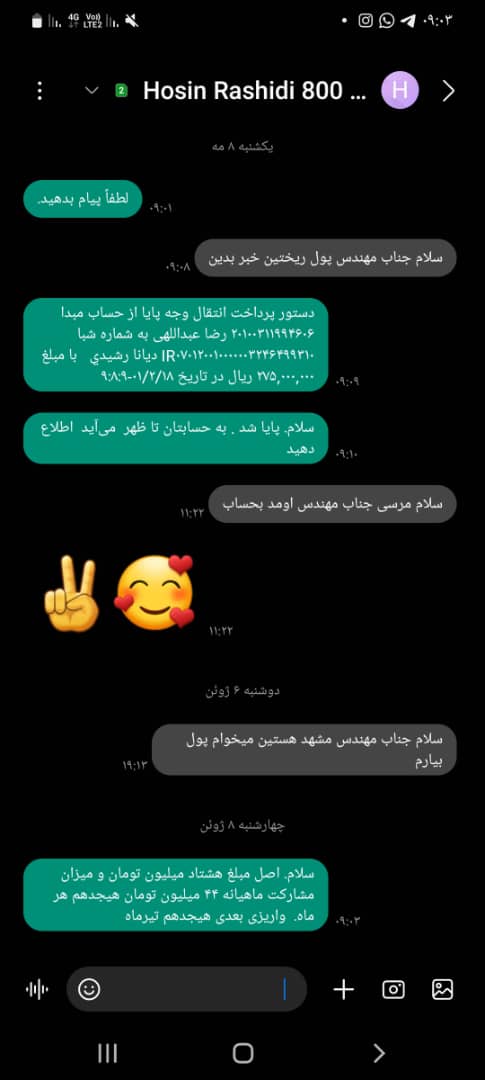 4G Vo)) LTE2
۰۹:۰۳
2 Hosin Rashidi 800 ... H
یکشنبه ۸ مه
لطفاً پیام بدهید.
۰۹:۰۱
سلام جناب مهندس پول ریختین خبر بدین
۰۹:۰۸
دستور پرداخت انتقال وجه پایا از حساب مبدا
۲۰۱۰۰۳۱۱۹۹۴۶۰۶ رضا عبداللهی به شماره شبا
IR۰۷۰۱۲۰۰۱۰۰۰۰۰۰۳۲۴۶۴۹۹۳۱۰ دیانا رشیدي با مبلغ
۲۷۵,۰۰۰,۰۰۰ ریال در تاریخ ۰۱/۲/۱۸-۹:۸:۹
۰۹:۰۹
سلام. پایا شد . به حسابتان تا ظهر می‌آید اطلاع
دهید
۰۹:۱۰
سلام مرسی جناب مهندس اومد بحساب
۱۱:۲۲
✌️🥰
۱۱:۲۳
دوشنبه ۶ ژوئن
سلام جناب مهندس مشهد هستین میخوام پول
بیارم
۱۹:۱۳
چهارشنبه ۸ ژوئن
سلام. اصل مبلغ هشتاد میلیون تومان و میزان
مشارکت ماهیانه ۴۴ میلیون تومان هیجدهم هر
ماه. واریزی بعدی هیجدهم تیرماه
۰۹:۰۳